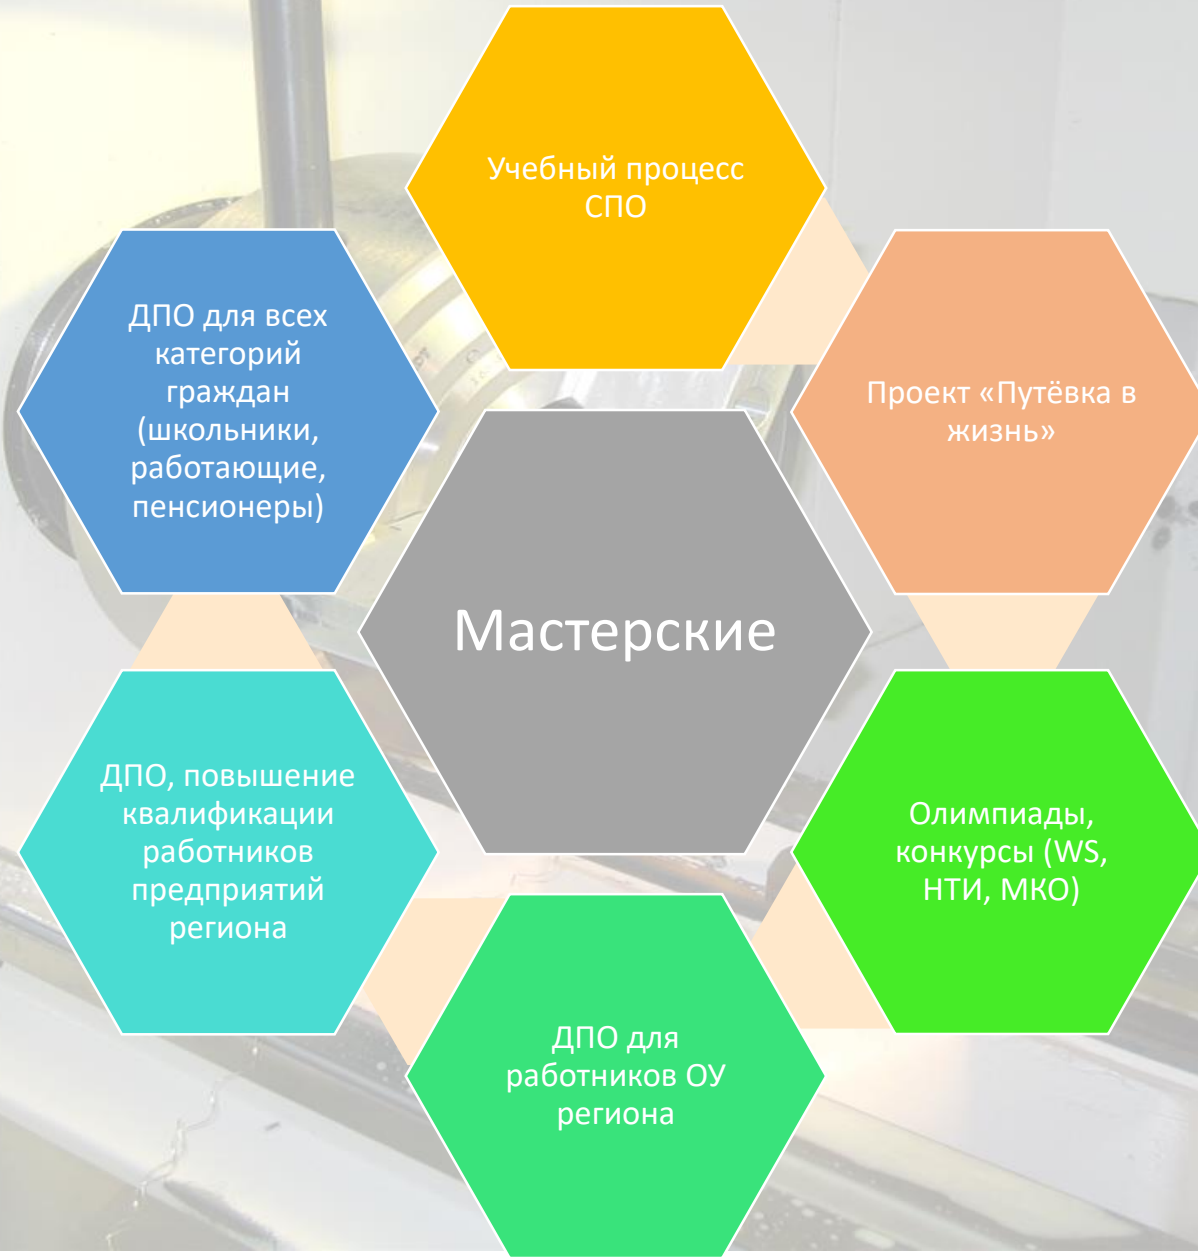 Учебный процесс
СПО
Проект «Путёвка в
жизнь»
Олимпиады,
конкурсы (WS,
НТИ, МКО)
ДПО для
работников ОУ
региона
ДПО, повышение
квалификации
работников
предприятий
региона
ДПО для всех
категорий
граждан
(школьники,
работающие,
пенсионеры)
Мастерские